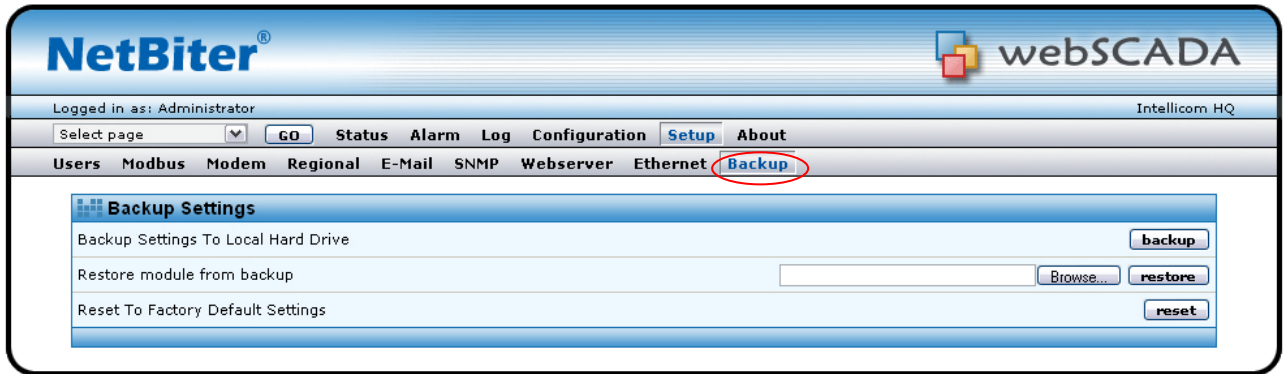 NetBiter® webSCADA
Logged in as: Administrator Intellicom HQ
Select page GO Status Alarm Log Configuration Setup About
Users Modbus Modem Regional E-Mail SNMP Webserver Ethernet Backup
Backup Settings
Backup Settings To Local Hard Drive backup
Restore module from backup Browse... restore
Reset To Factory Default Settings reset